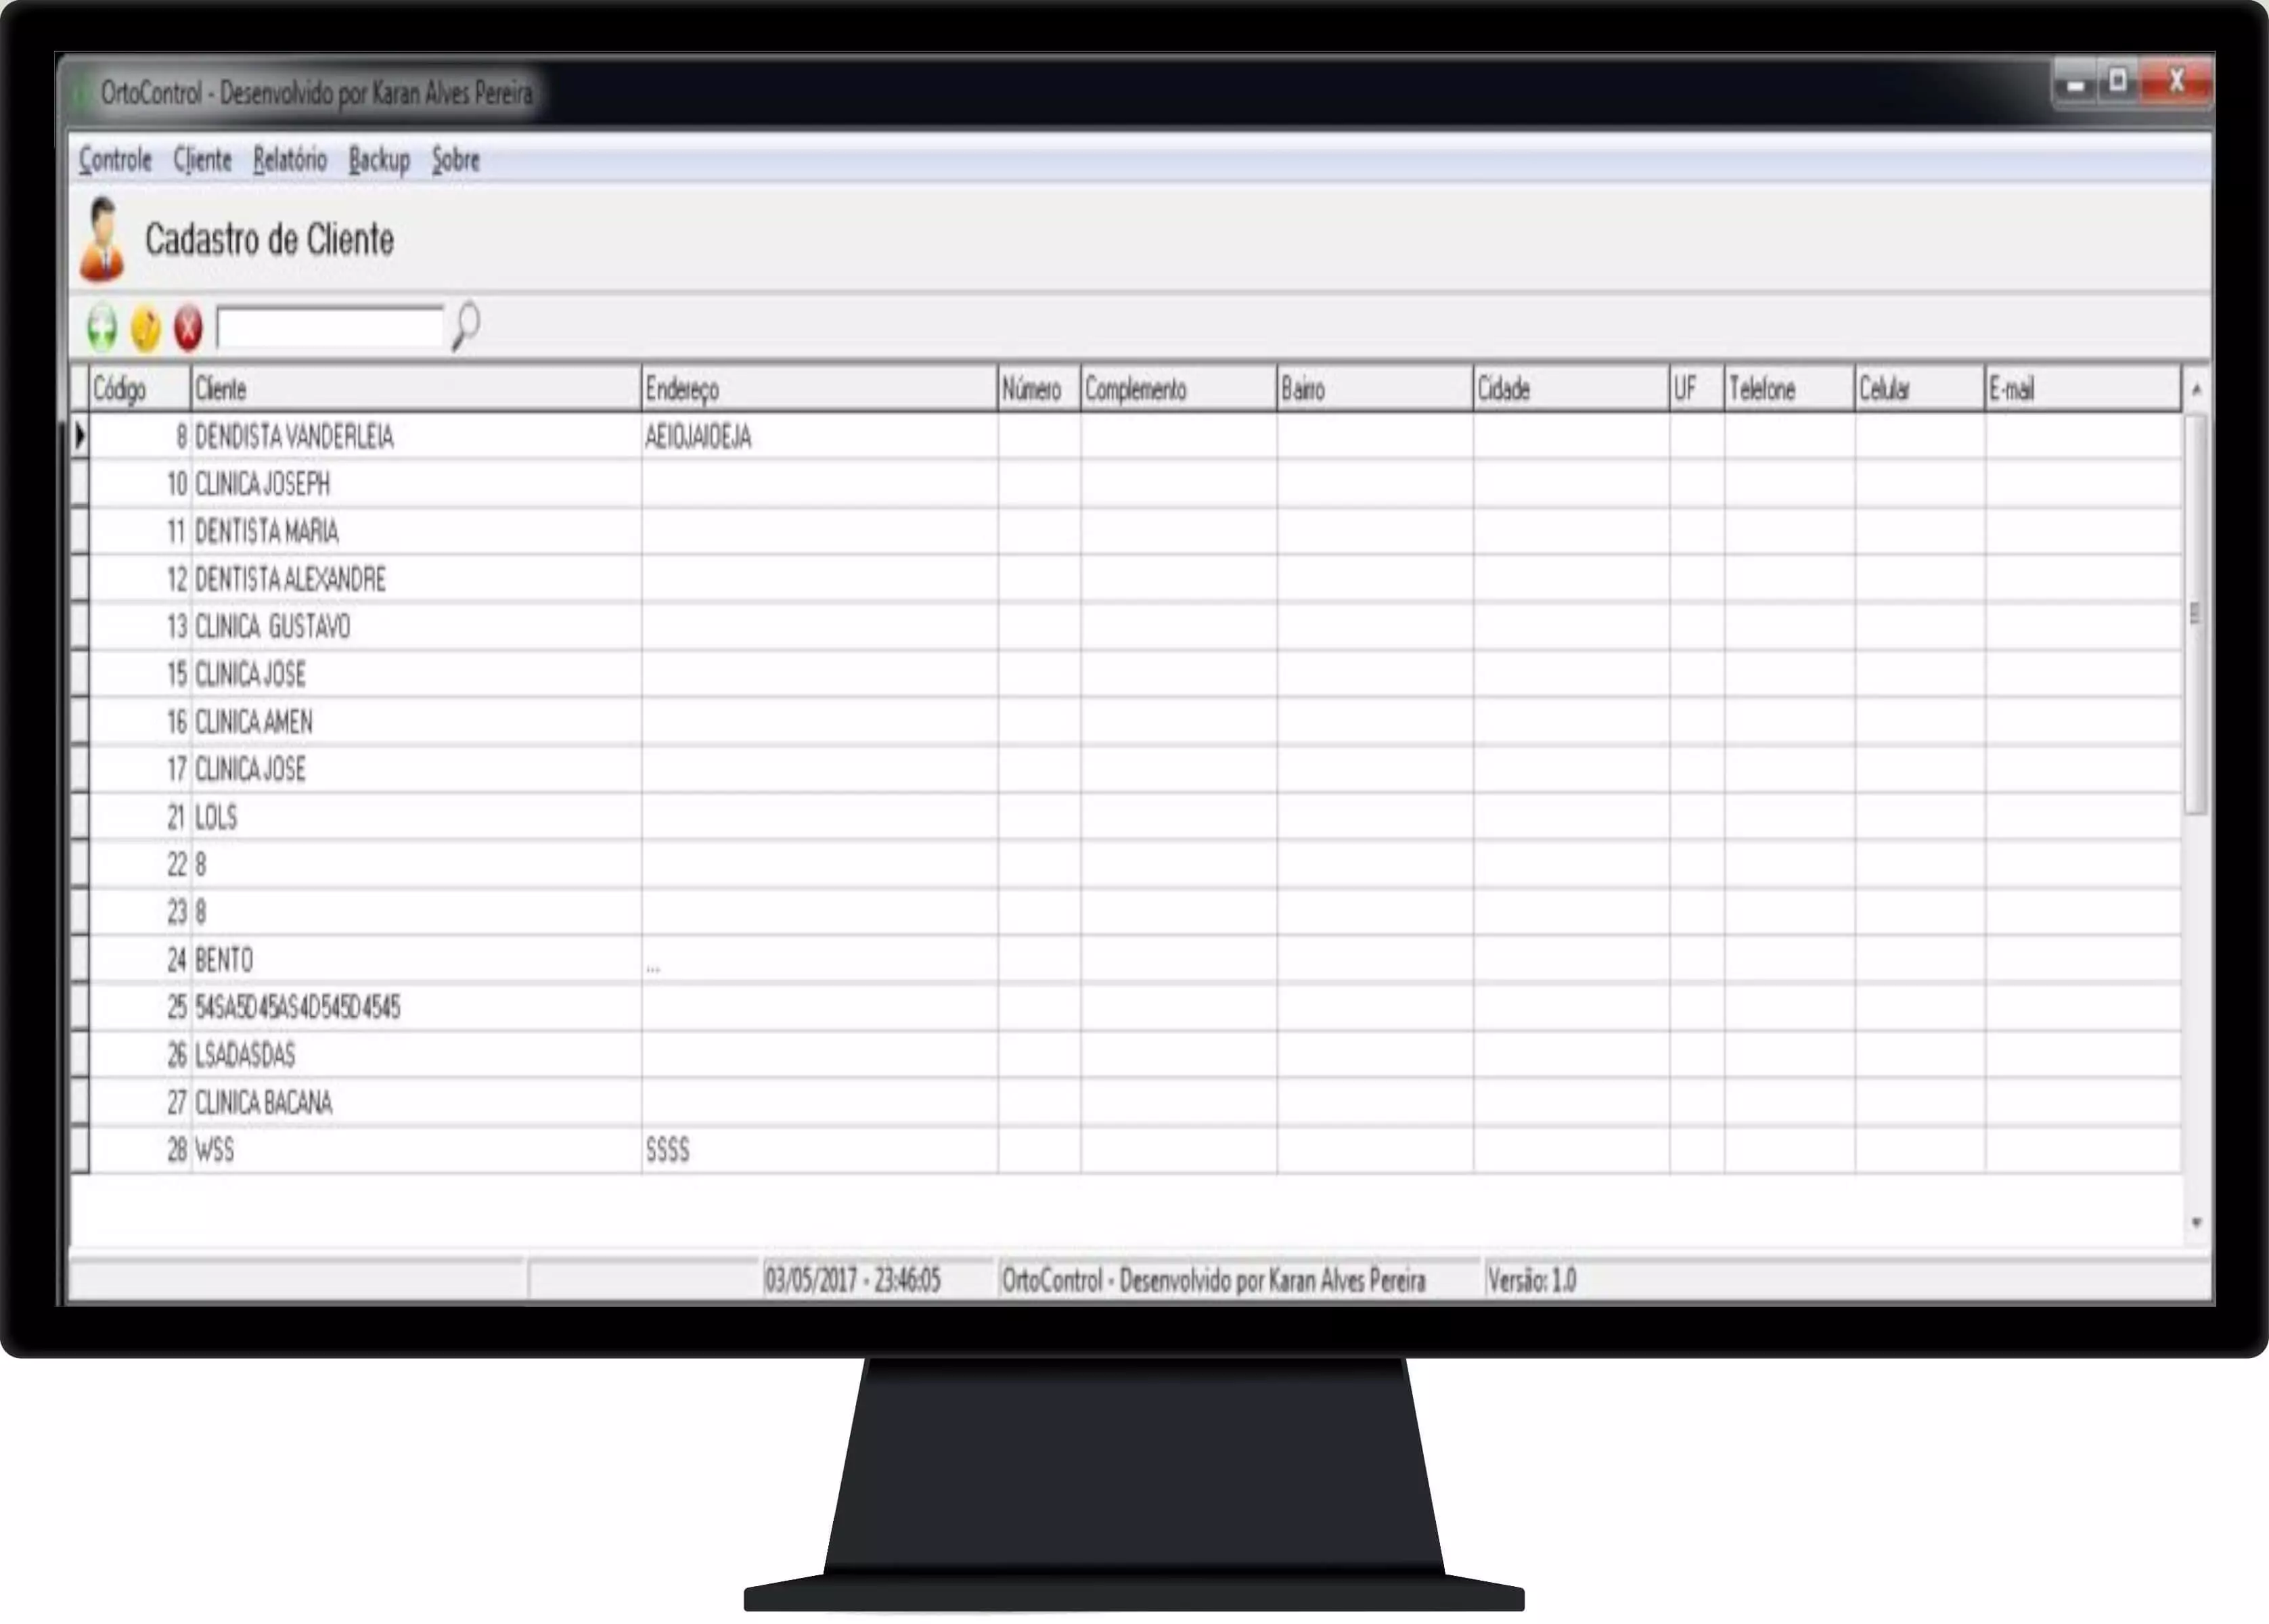 OrtoControl - Desenvolvido por Karan Alves Pereira
Controle Cliente Relatório Backup Sobre
Cadastro de Cliente
Código Cliente Endereço Número Complemento Bairro Cidade UF Telefone Celular E-mail
8 DENDISTA VANDERLEIA AEIOJAIOEJA
10 CLINICA JOSEPH
11 DENTISTA MARIA
12 DENTISTA ALEXANDRE
13 CLINICA GUSTAVO
15 CLINICA JOSE
16 CLINICA AMEN
17 CLINICA JOSE
21 LOLS
22 8
23 8
24 BENTO ...
25 54SA5D45AS4D545D4545
26 LSADASDAS
27 CLINICA BACANA
28 WSS SSSS
03/05/2017 - 23:46:05 OrtoControl - Desenvolvido por Karan Alves Pereira Versão: 1.0